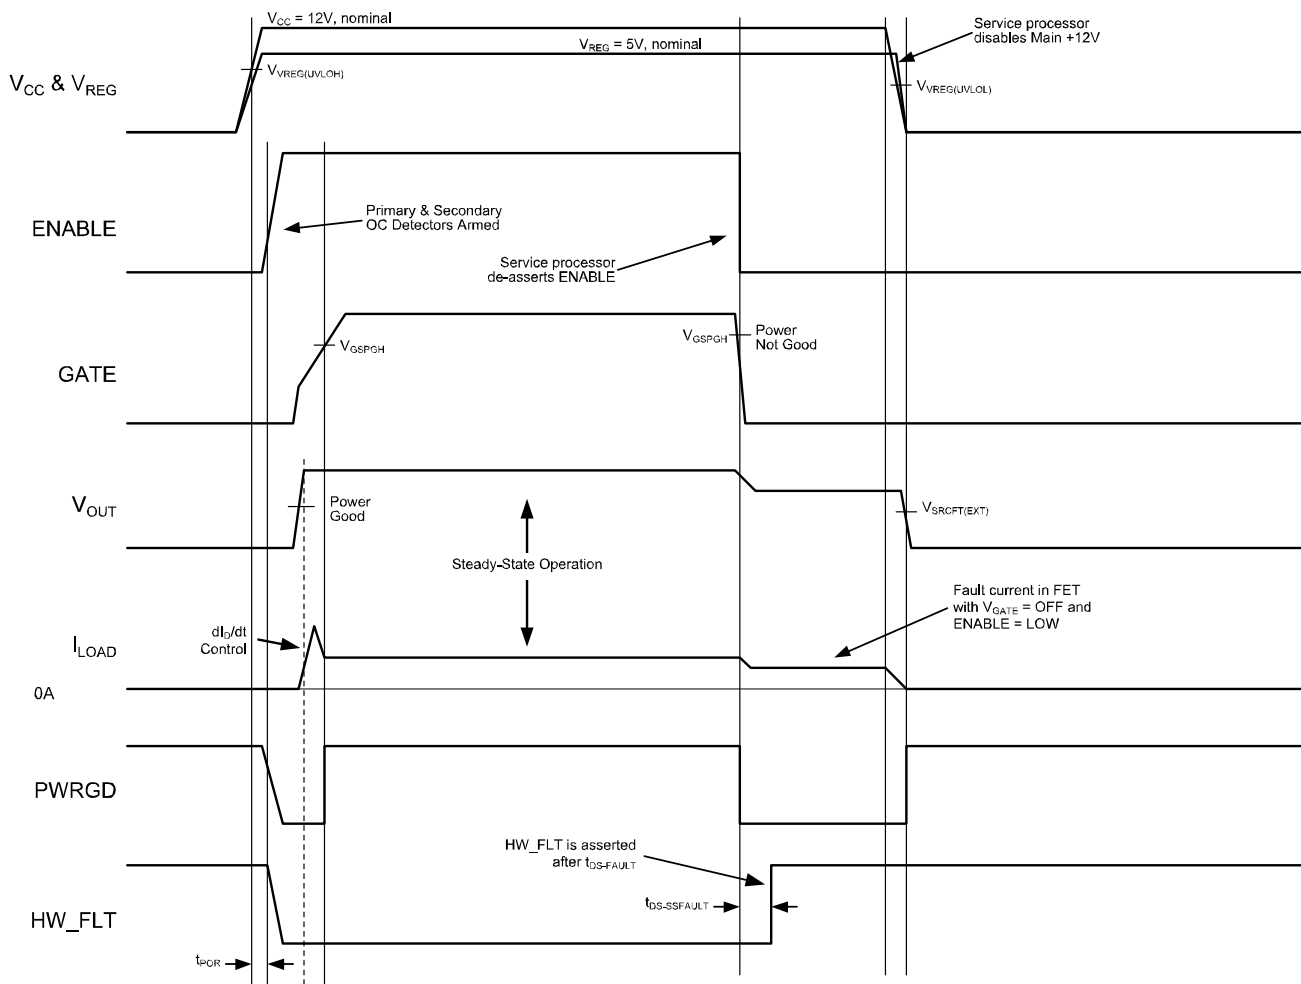 V_CC = 12V, nominal
V_REG = 5V, nominal
Service processor
disables Main +12V
V_CC & V_REG
V_VREG(UVLOH)
V_VREG(UVLOL)
ENABLE
Primary & Secondary
OC Detectors Armed
Service processor
de-asserts ENABLE
GATE
V_GSPGH
V_GSPGH
Power
Not Good
V_OUT
Power
Good
V_SRCFT(EXT)
Steady-State Operation
Fault current in FET
with V_GATE = OFF and
ENABLE = LOW
I_LOAD
dI_D/dt
Control
0A
PWRGD
HW_FLT is asserted
after t_DS-FAULT
HW_FLT
t_DS-SSFAULT
t_POR